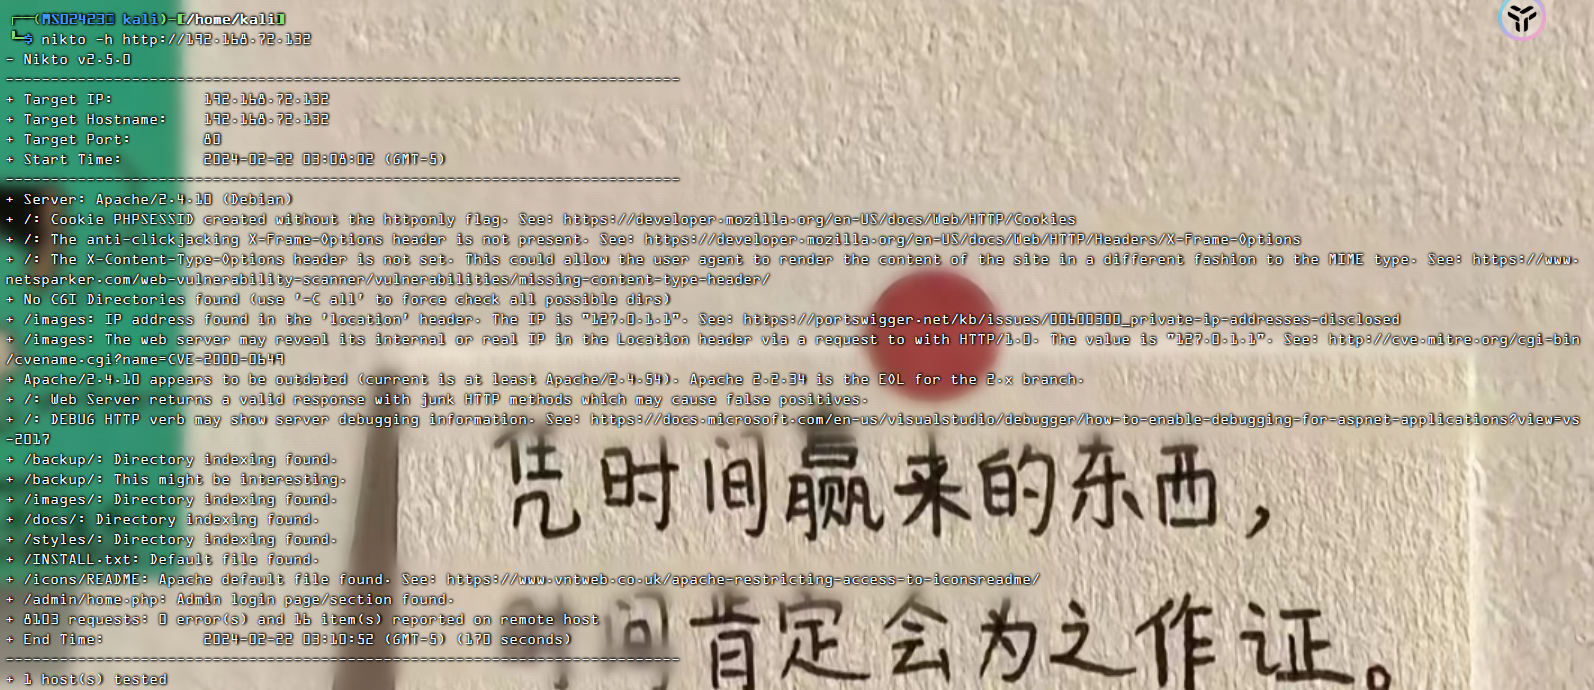 ┌──(MS02423㉿ kali)-[/home/kali]
└─$ nikto -h http://192.168.72.132
- Nikto v2.5.0
---------------------------------------------------------------------------
+ Target IP:          192.168.72.132
+ Target Hostname:    192.168.72.132
+ Target Port:        80
+ Start Time:         2024-02-22 03:08:02 (GMT-5)
---------------------------------------------------------------------------
+ Server: Apache/2.4.10 (Debian)
+ /: Cookie PHPSESSID created without the httponly flag. See: https://developer.mozilla.org/en-US/docs/Web/HTTP/Cookies
+ /: The anti-clickjacking X-Frame-Options header is not present. See: https://developer.mozilla.org/en-US/docs/Web/HTTP/Headers/X-Frame-Options
+ /: The X-Content-Type-Options header is not set. This could allow the user agent to render the content of the site in a different fashion to the MIME type. See: https://www.
netsparker.com/web-vulnerability-scanner/vulnerabilities/missing-content-type-header/
+ No CGI Directories found (use '-C all' to force check all possible dirs)
+ /images: IP address found in the 'location' header. The IP is "127.0.1.1". See: https://portswigger.net/kb/issues/00600300_private-ip-addresses-disclosed
+ /images: The web server may reveal its internal or real IP in the Location header via a request to with HTTP/1.0. The value is "127.0.1.1". See: http://cve.mitre.org/cgi-bin
/cvename.cgi?name=CVE-2000-0649
+ Apache/2.4.10 appears to be outdated (current is at least Apache/2.4.54). Apache 2.2.34 is the EOL for the 2.x branch.
+ /: Web Server returns a valid response with junk HTTP methods which may cause false positives.
+ /: DEBUG HTTP verb may show server debugging information. See: https://docs.microsoft.com/en-us/visualstudio/debugger/how-to-enable-debugging-for-aspnet-applications?view=vs
-2017
+ /backup/: Directory indexing found.
+ /backup/: This might be interesting.
+ /images/: Directory indexing found.
+ /docs/: Directory indexing found.
+ /styles/: Directory indexing found.
+ /INSTALL.txt: Default file found.
+ /icons/README: Apache default file found. See: https://www.vntweb.co.uk/apache-restricting-access-to-iconsreadme/
+ /admin/home.php: Admin login page/section found.
+ 8103 requests: 0 error(s) and 16 item(s) reported on remote host
+ End Time:           2024-02-22 03:10:52 (GMT-5) (170 seconds)
---------------------------------------------------------------------------
+ 1 host(s) tested
凭时间赢来的东西，
时间肯定会为之作证。